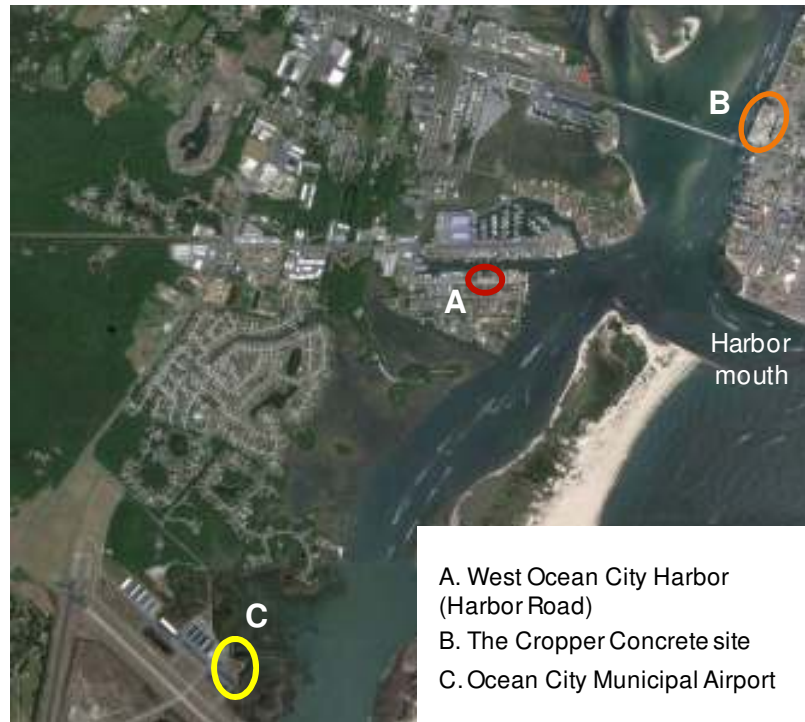 B
A
Harbor
mouth
C
A. West Ocean City Harbor
(Harbor Road)
B. The Cropper Concrete site
C. Ocean City Municipal Airport